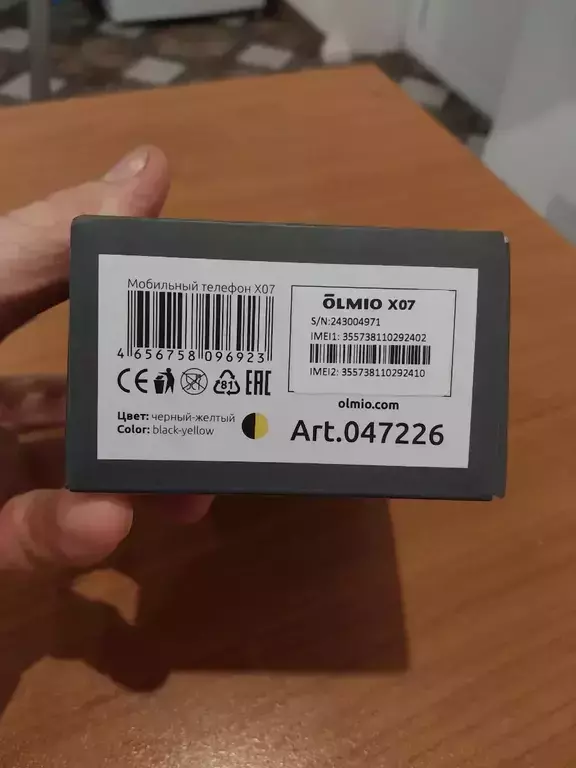 Мобильный телефон X07
4 656758 096923
ŌLMIO X07
S/N:243004971
IMEI1: 355738110292402
IMEI2: 355738110292410
CE 81 EAC
olmio.com
Цвет: черный-желтый
Color: black-yellow
Art.047226